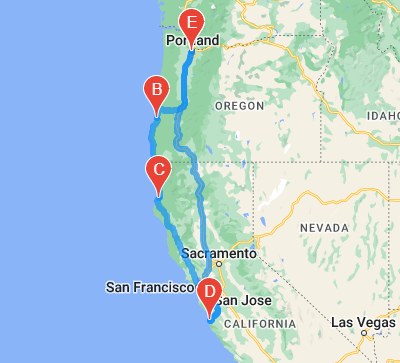 E
Portland
B
OREGON
IDAHO
C
NEVADA
Sacramento
San Francisco
D
San Jose
CALIFORNIA
Las Vegas